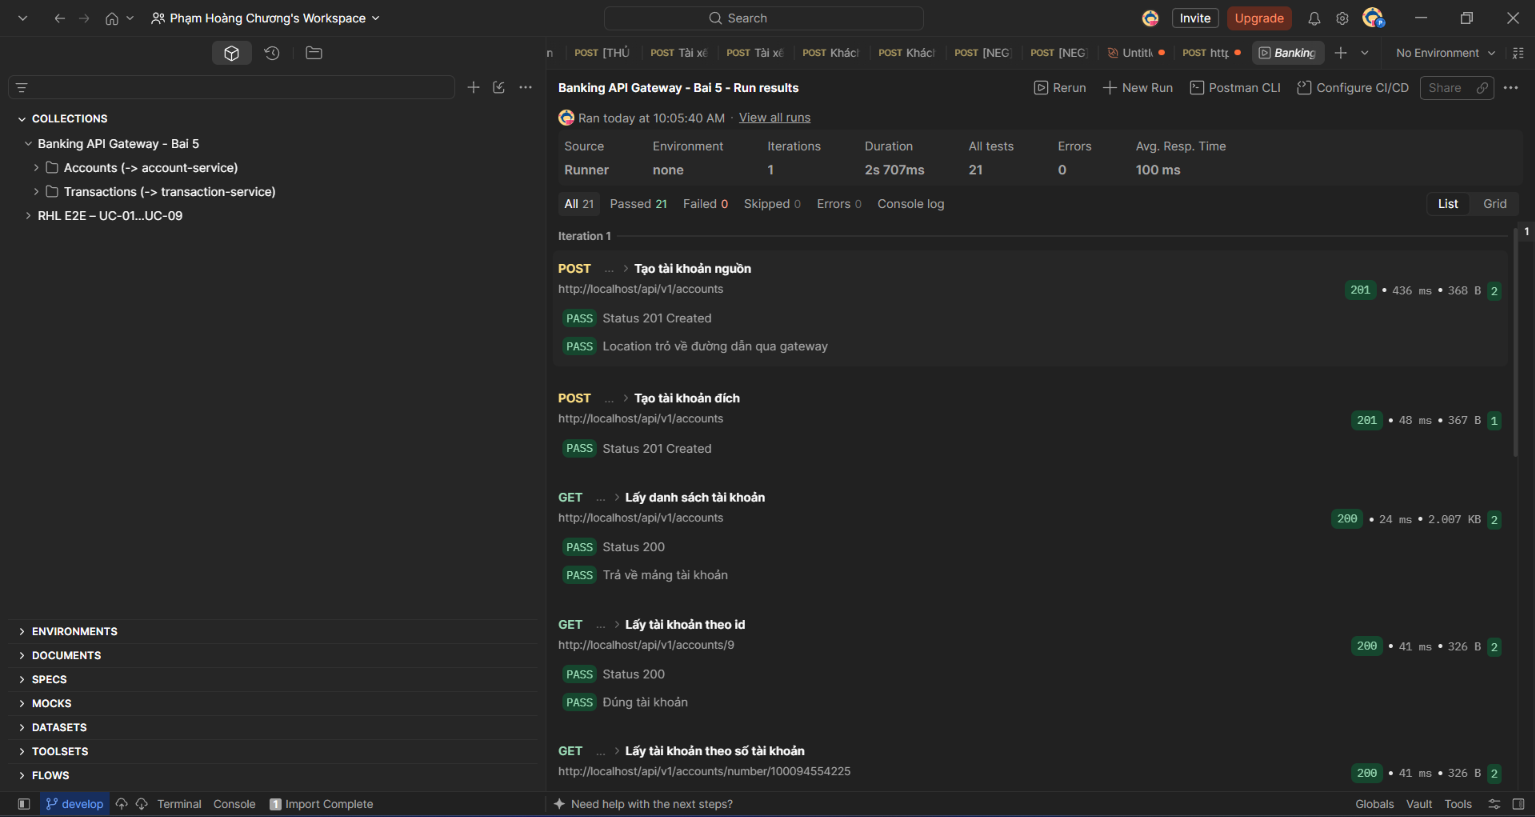 Phạm Hoàng Chương's Workspace
Search
Invite
Upgrade
n
POST [THỦ
POST Tài xế
POST Tài xế
POST Khácl
POST Khácl
POST [NEG
POST [NEG
Untitl
POST http
Banking
No Environment
COLLECTIONS
Banking API Gateway - Bai 5
Accounts (-> account-service)
Transactions (-> transaction-service)
RHL E2E – UC-01...UC-09
ENVIRONMENTS
DOCUMENTS
SPECS
MOCKS
DATASETS
TOOLSETS
FLOWS
Banking API Gateway - Bai 5 - Run results
Rerun
New Run
Postman CLI
Configure CI/CD
Share
Ran today at 10:05:40 AM · View all runs
Source Environment Iterations Duration All tests Errors Avg. Resp. Time
Runner none 1 2s 707ms 21 0 100 ms
All 21 Passed 21 Failed 0 Skipped 0 Errors 0 Console log List Grid
Iteration 1
1
POST ... > Tạo tài khoản nguồn
http://localhost/api/v1/accounts
201 • 436 ms • 368 B 2
PASS Status 201 Created
PASS Location trỏ về đường dẫn qua gateway
POST ... > Tạo tài khoản đích
http://localhost/api/v1/accounts
201 • 48 ms • 367 B 1
PASS Status 201 Created
GET ... > Lấy danh sách tài khoản
http://localhost/api/v1/accounts
200 • 24 ms • 2.007 KB 2
PASS Status 200
PASS Trả về mảng tài khoản
GET ... > Lấy tài khoản theo id
http://localhost/api/v1/accounts/9
200 • 41 ms • 326 B 2
PASS Status 200
PASS Đúng tài khoản
GET ... > Lấy tài khoản theo số tài khoản
http://localhost/api/v1/accounts/number/100094554225
200 • 41 ms • 326 B 2
develop
Terminal
Console
1 Import Complete
Need help with the next steps?
Globals
Vault
Tools